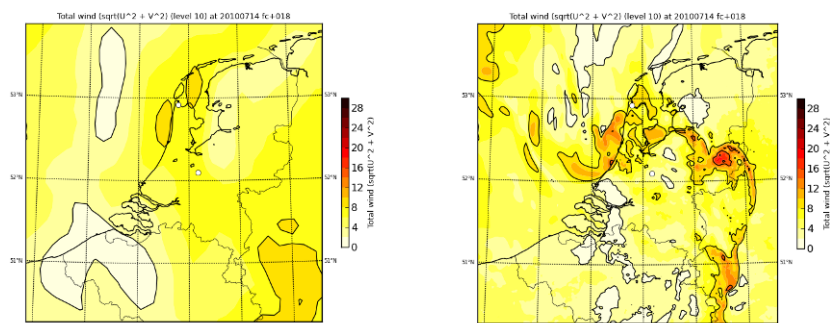 Total wind (sqrt(U^2 + V^2) (level 10) at 20100714 fc+018
53°N
52°N
51°N
53°N
52°N
51°N
28
24
20
16
12
8
4
0
Total wind (sqrt(U^2 + V^2)
Total wind (sqrt(U^2 + V^2) (level 10) at 20100714 fc+018
53°N
52°N
51°N
53°N
52°N
51°N
28
24
20
16
12
8
4
0
Total wind (sqrt(U^2 + V^2)